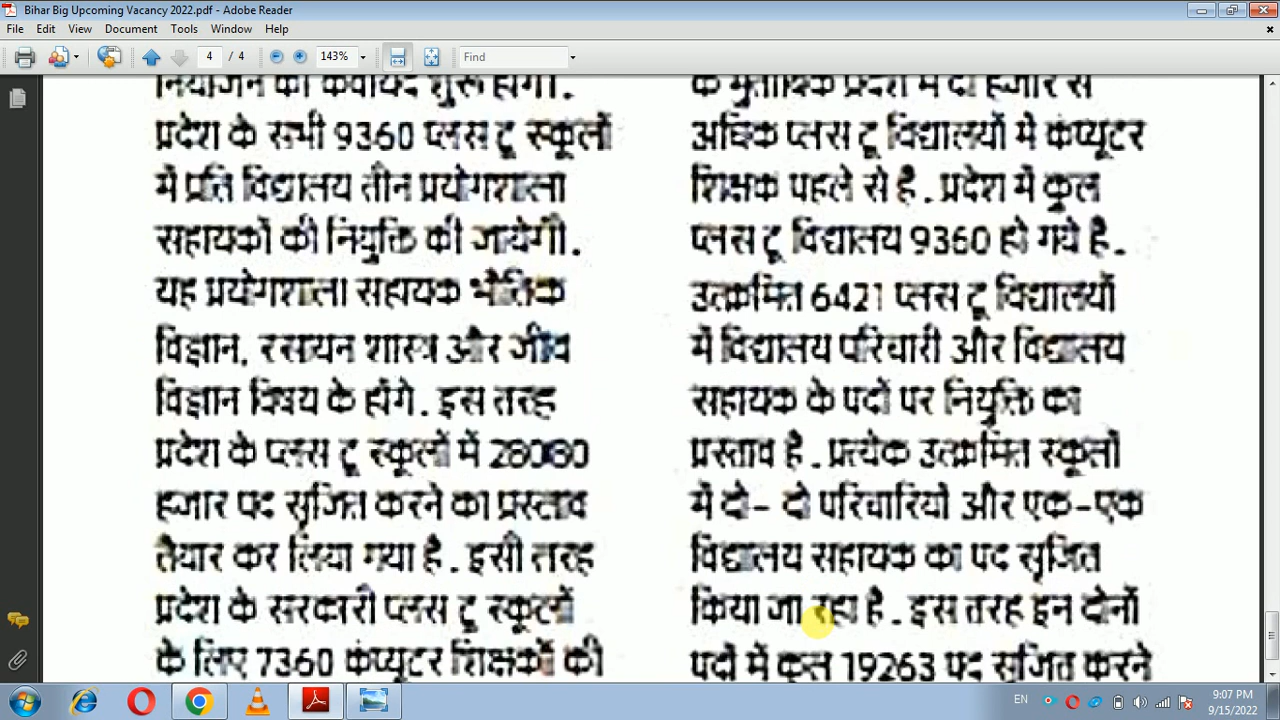 Bihar Big Upcoming Vacancy 2022.pdf - Adobe Reader
File Edit View Document Tools Window Help
4 / 4 143% Find
नियोजन की कवायद शुरू होगी.
प्रदेश के सभी 9360 प्लस टू स्कूलों
में प्रति विद्यालय तीन प्रयोगशाला
सहायकों की नियुक्ति की जायेगी.
यह प्रयोगशाला सहायक भौतिक
विज्ञान, रसायन शास्त्र और जीव
विज्ञान विषय के होंगे. इस तरह
प्रदेश के प्लस टू स्कूलों में 28080
हजार पद सृजित करने का प्रस्ताव
तैयार कर लिया गया है. इसी तरह
प्रदेश के सरकारी प्लस टू स्कूलों
के लिए 7360 कंप्यूटर शिक्षकों की
के मुताबिक प्रदेश में दो हजार से
अधिक प्लस टू विद्यालयों में कंप्यूटर
शिक्षक पहले से हैं. प्रदेश में कुल
प्लस टू विद्यालय 9360 हो गये हैं.
उत्क्रमित 6421 प्लस टू विद्यालयों
में विद्यालय परिचारी और विद्यालय
सहायक के पदों पर नियुक्ति का
प्रस्ताव है. प्रत्येक उत्क्रमित स्कूलों
में दो- दो परिचारियों और एक-एक
विद्यालय सहायक का पद सृजित
किया जा रहा है. इस तरह इन दोनों
पदों में कुल 19263 पद सृजित करने
EN
9:07 PM
9/15/2022